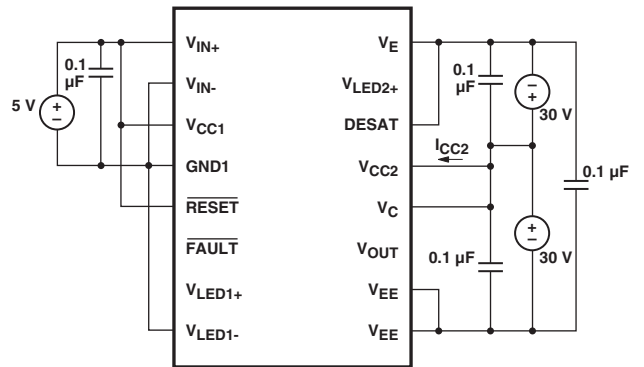 V_IN+
V_IN-
V_CC1
GND1
RESET
FAULT
V_LED1+
V_LED1-
V_E
V_LED2+
DESAT
V_CC2
V_C
V_OUT
V_EE
V_EE
0.1
µF
5 V
+
–
0.1
µF
–
+
30 V
I_CC2
0.1 µF
+
–
30 V
0.1 µF